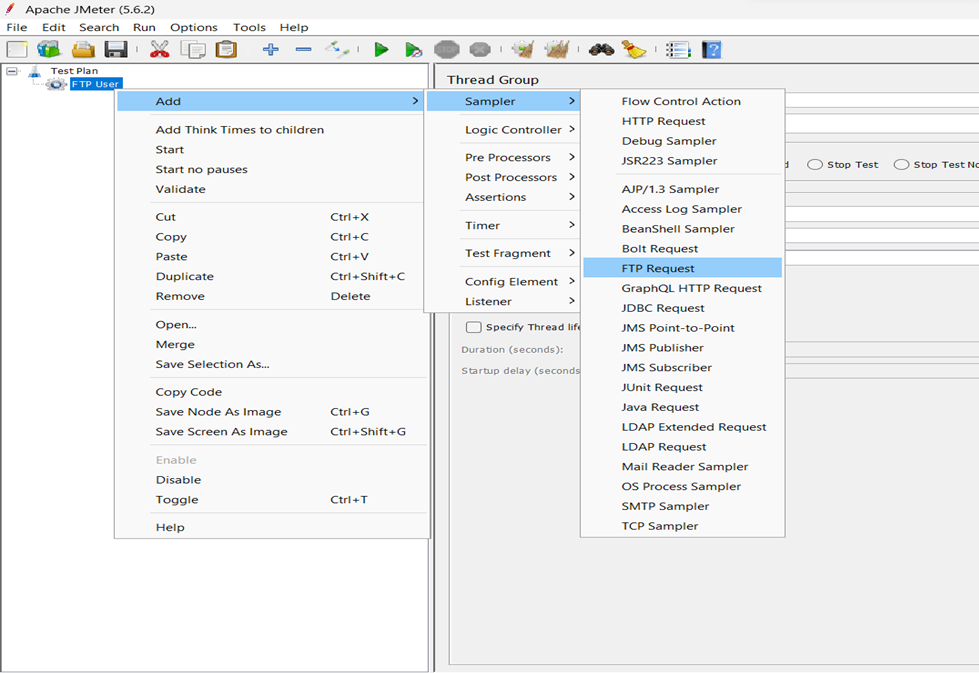 Apache JMeter (5.6.2)
File Edit Search Run Options Tools Help
Test Plan
FTP User
Thread Group
Add
Add Think Times to children
Start
Start no pauses
Validate
Cut Ctrl+X
Copy Ctrl+C
Paste Ctrl+V
Duplicate Ctrl+Shift+C
Remove Delete
Open...
Merge
Save Selection As...
Copy Code
Save Node As Image Ctrl+G
Save Screen As Image Ctrl+Shift+G
Enable
Disable
Toggle Ctrl+T
Help
Sampler
Logic Controller
Pre Processors
Post Processors
Assertions
Timer
Test Fragment
Config Element
Listener
Flow Control Action
HTTP Request
Debug Sampler
JSR223 Sampler
AJP/1.3 Sampler
Access Log Sampler
BeanShell Sampler
Bolt Request
FTP Request
GraphQL HTTP Request
JDBC Request
JMS Point-to-Point
JMS Publisher
JMS Subscriber
JUnit Request
Java Request
LDAP Extended Request
LDAP Request
Mail Reader Sampler
OS Process Sampler
SMTP Sampler
TCP Sampler
Stop Test Stop Test
Specify Thread
Duration (seconds):
Startup delay (seconds